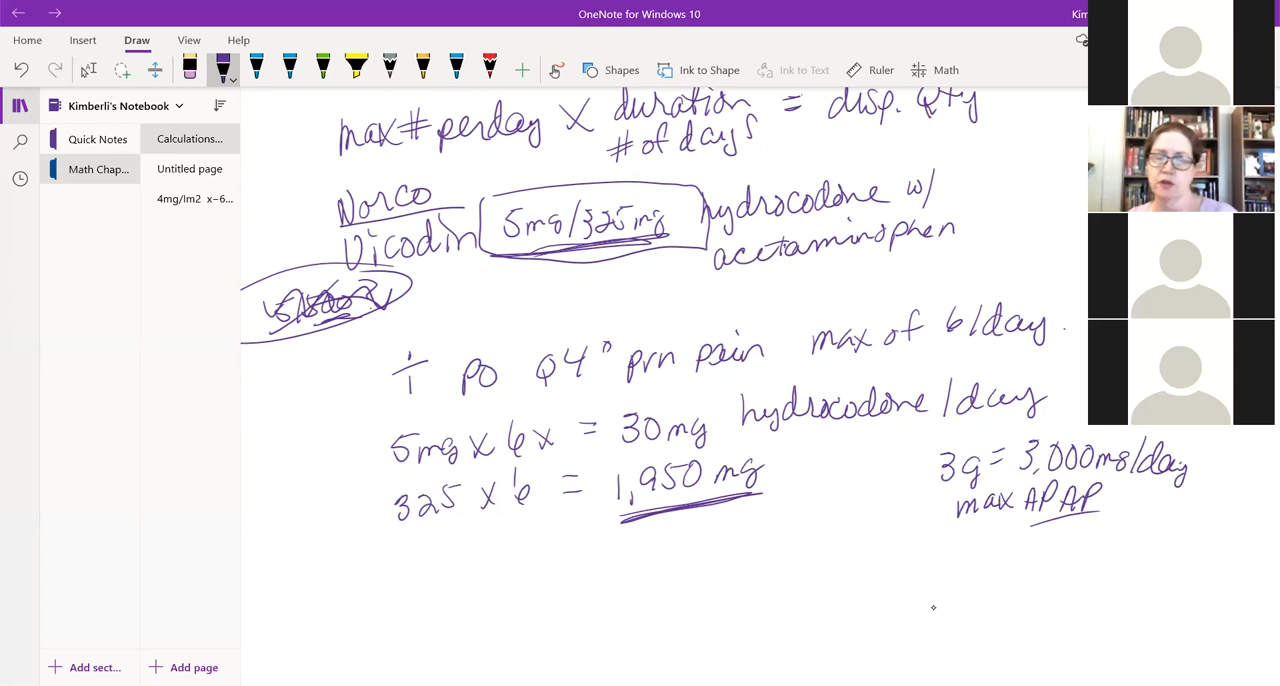 OneNote for Windows 10
Kim
Home Insert Draw View Help
Shapes Ink to Shape Ink to Text Ruler Math
Kimberli's Notebook
Quick Notes
Math Chap...
Calculations...
Untitled page
4mg/lm2 x–6...
max # per day X duration = disp. Qty
# of days
Norco
Vicodin 5mg/325mg hydrocodone w/
acetaminophen
i po Q4° prn pain max of 6/day.
5mg x 6 x = 30mg hydrocodone/day
325 x 6 = 1,950 mg
3g = 3,000mg/day
max APAP
Add sect...
Add page